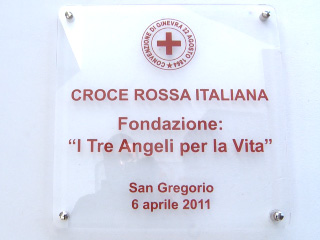 CONVENZIONE DI GINEVRA 22 AGOSTO 1864
CROCE ROSSA ITALIANA
Fondazione:
“I Tre Angeli per la Vita”
San Gregorio
6 aprile 2011